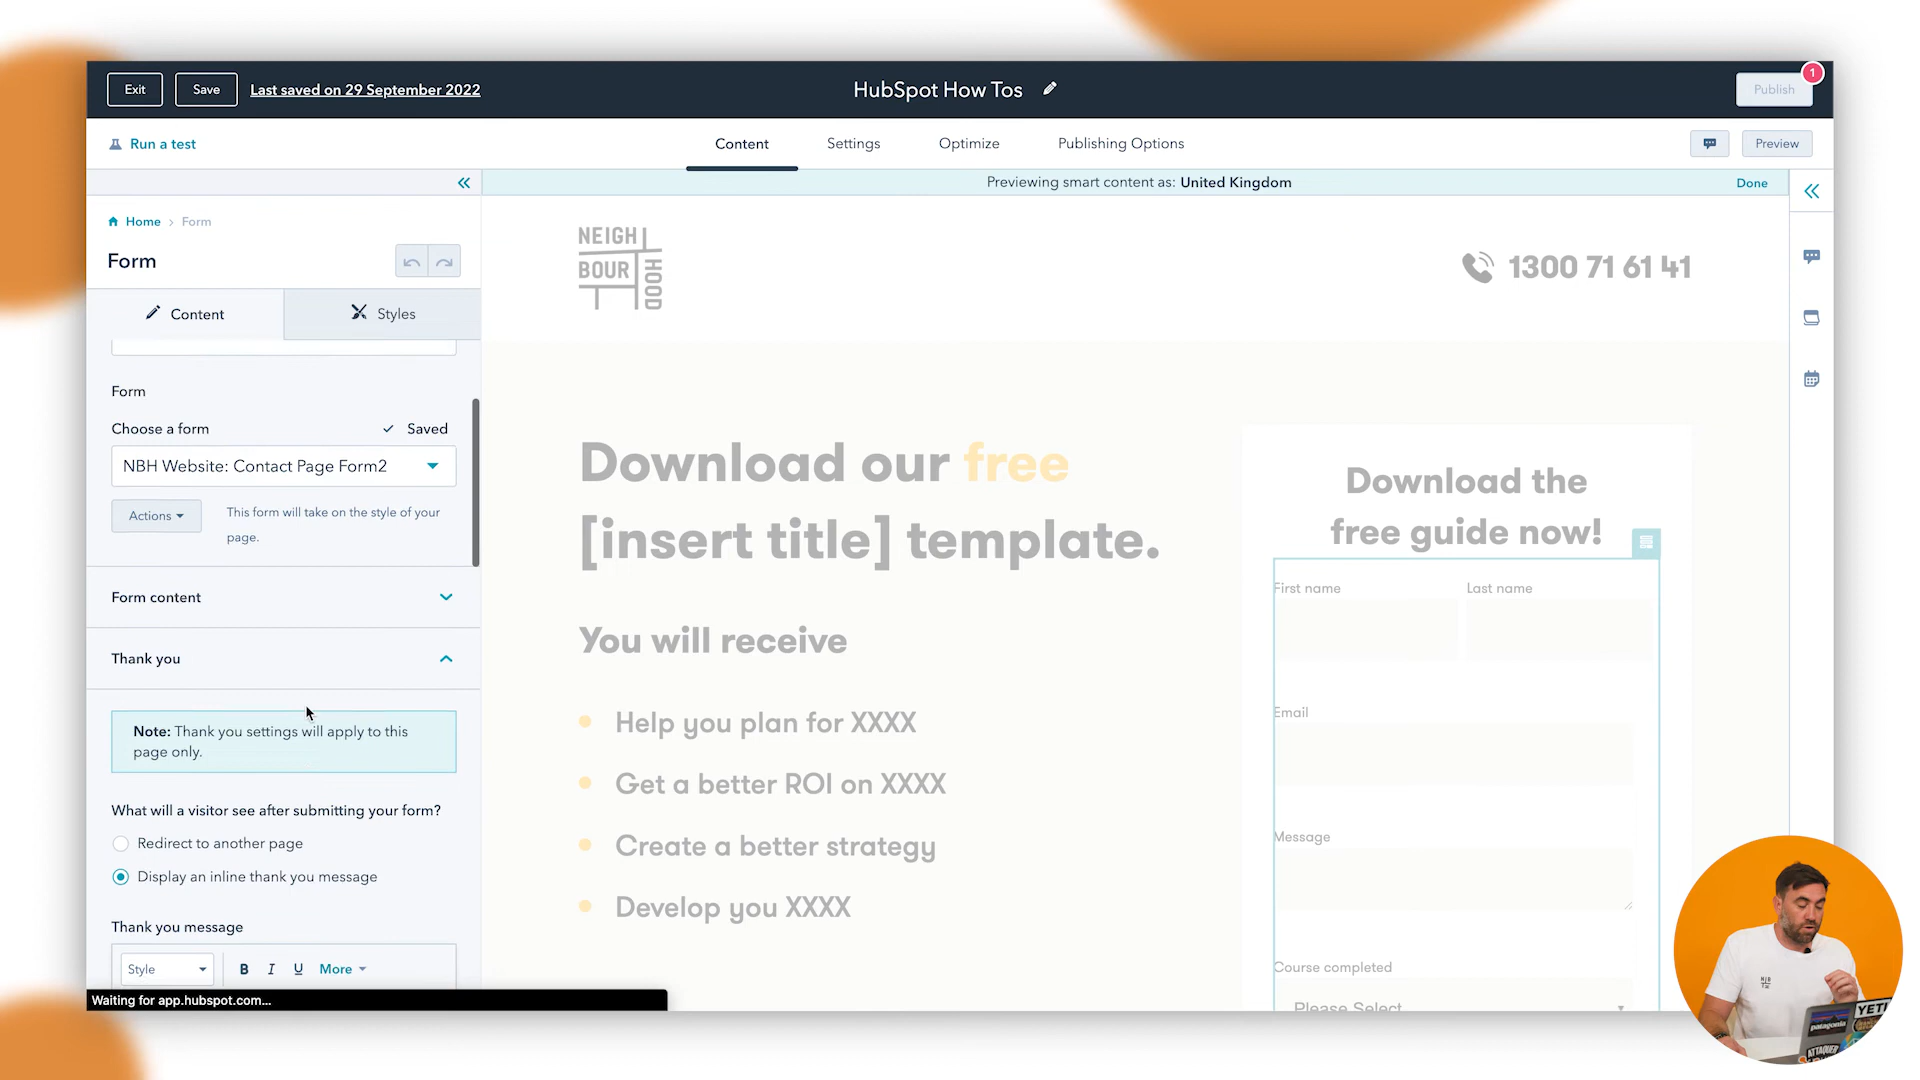 Exit
Save
Last saved on 29 September 2022
HubSpot How Tos
Publish
1
Run a test
Content
Settings
Optimize
Publishing Options
Preview
Previewing smart content as: United Kingdom
Done
Home > Form
Form
Content
Styles
Form
Choose a form
Saved
NBH Website: Contact Page Form2
Actions
This form will take on the style of your
page.
Form content
Thank you
Note: Thank you settings will apply to this
page only.
What will a visitor see after submitting your form?
Redirect to another page
Display an inline thank you message
Thank you message
Style
B I U More
Waiting for app.hubspot.com...
NEIGH
BOUR
HOOD
1300 71 61 41
Download our free
[insert title] template.
You will receive
Help you plan for XXXX
Get a better ROI on XXXX
Create a better strategy
Develop you XXXX
Download the
free guide now!
First name
Last name
Email
Message
Course completed
Please Select
YETI
patagonia
ATTAQUER